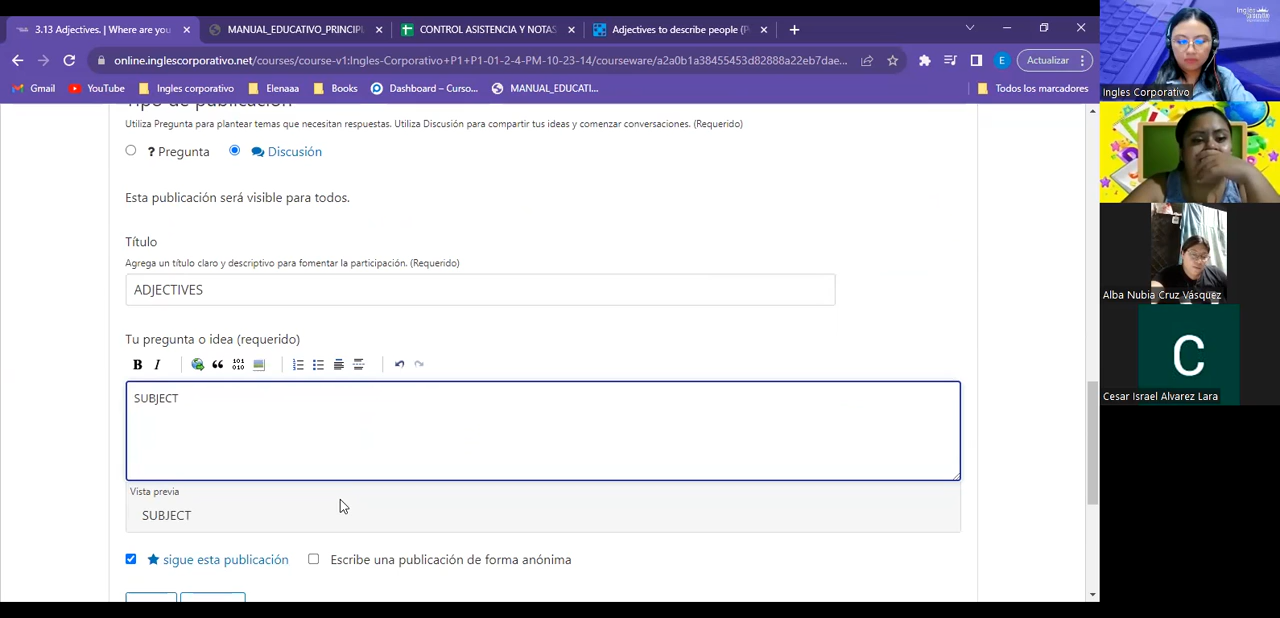 3.13 Adjectives. | Where are you
MANUAL_EDUCATIVO_PRINCIPI
CONTROL ASISTENCIA Y NOTAS
Adjectives to describe people (P
online.inglescorporativo.net/courses/course-v1:Ingles-Corporativo+P1+P1-01-2-4-PM-10-23-14/courseware/a2a0b1a38455453d82888a22eb7dae...
E
Actualizar
Gmail
YouTube
Ingles corporativo
Elenaaa
Books
Dashboard – Curso...
MANUAL_EDUCATI...
Todos los marcadores
Tipo de publicación
Utiliza Pregunta para plantear temas que necesitan respuestas. Utiliza Discusión para compartir tus ideas y comenzar conversaciones. (Requerido)
? Pregunta
Discusión
Esta publicación será visible para todos.
Título
Agrega un título claro y descriptivo para fomentar la participación. (Requerido)
ADJECTIVES
Tu pregunta o idea (requerido)
B I
SUBJECT
Vista previa
SUBJECT
sigue esta publicación
Escribe una publicación de forma anónima
Ingles Corporativo
Alba Nubia Cruz Vásquez
C
Cesar Israel Alvarez Lara